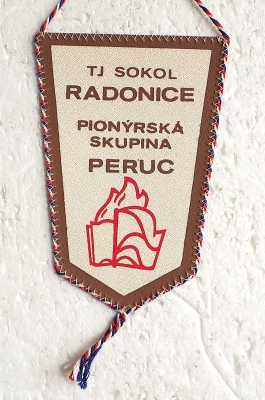 TJ SOKOL
RADONICE
PIONÝRSKÁ
SKUPINA
PERUC